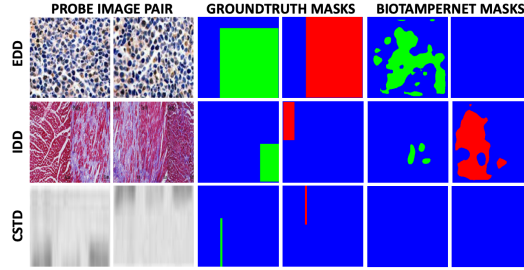 PROBE IMAGE PAIR GROUNDTRUTH MASKS BIOTAMPERNET MASKS
EDD
IDD
CSTD